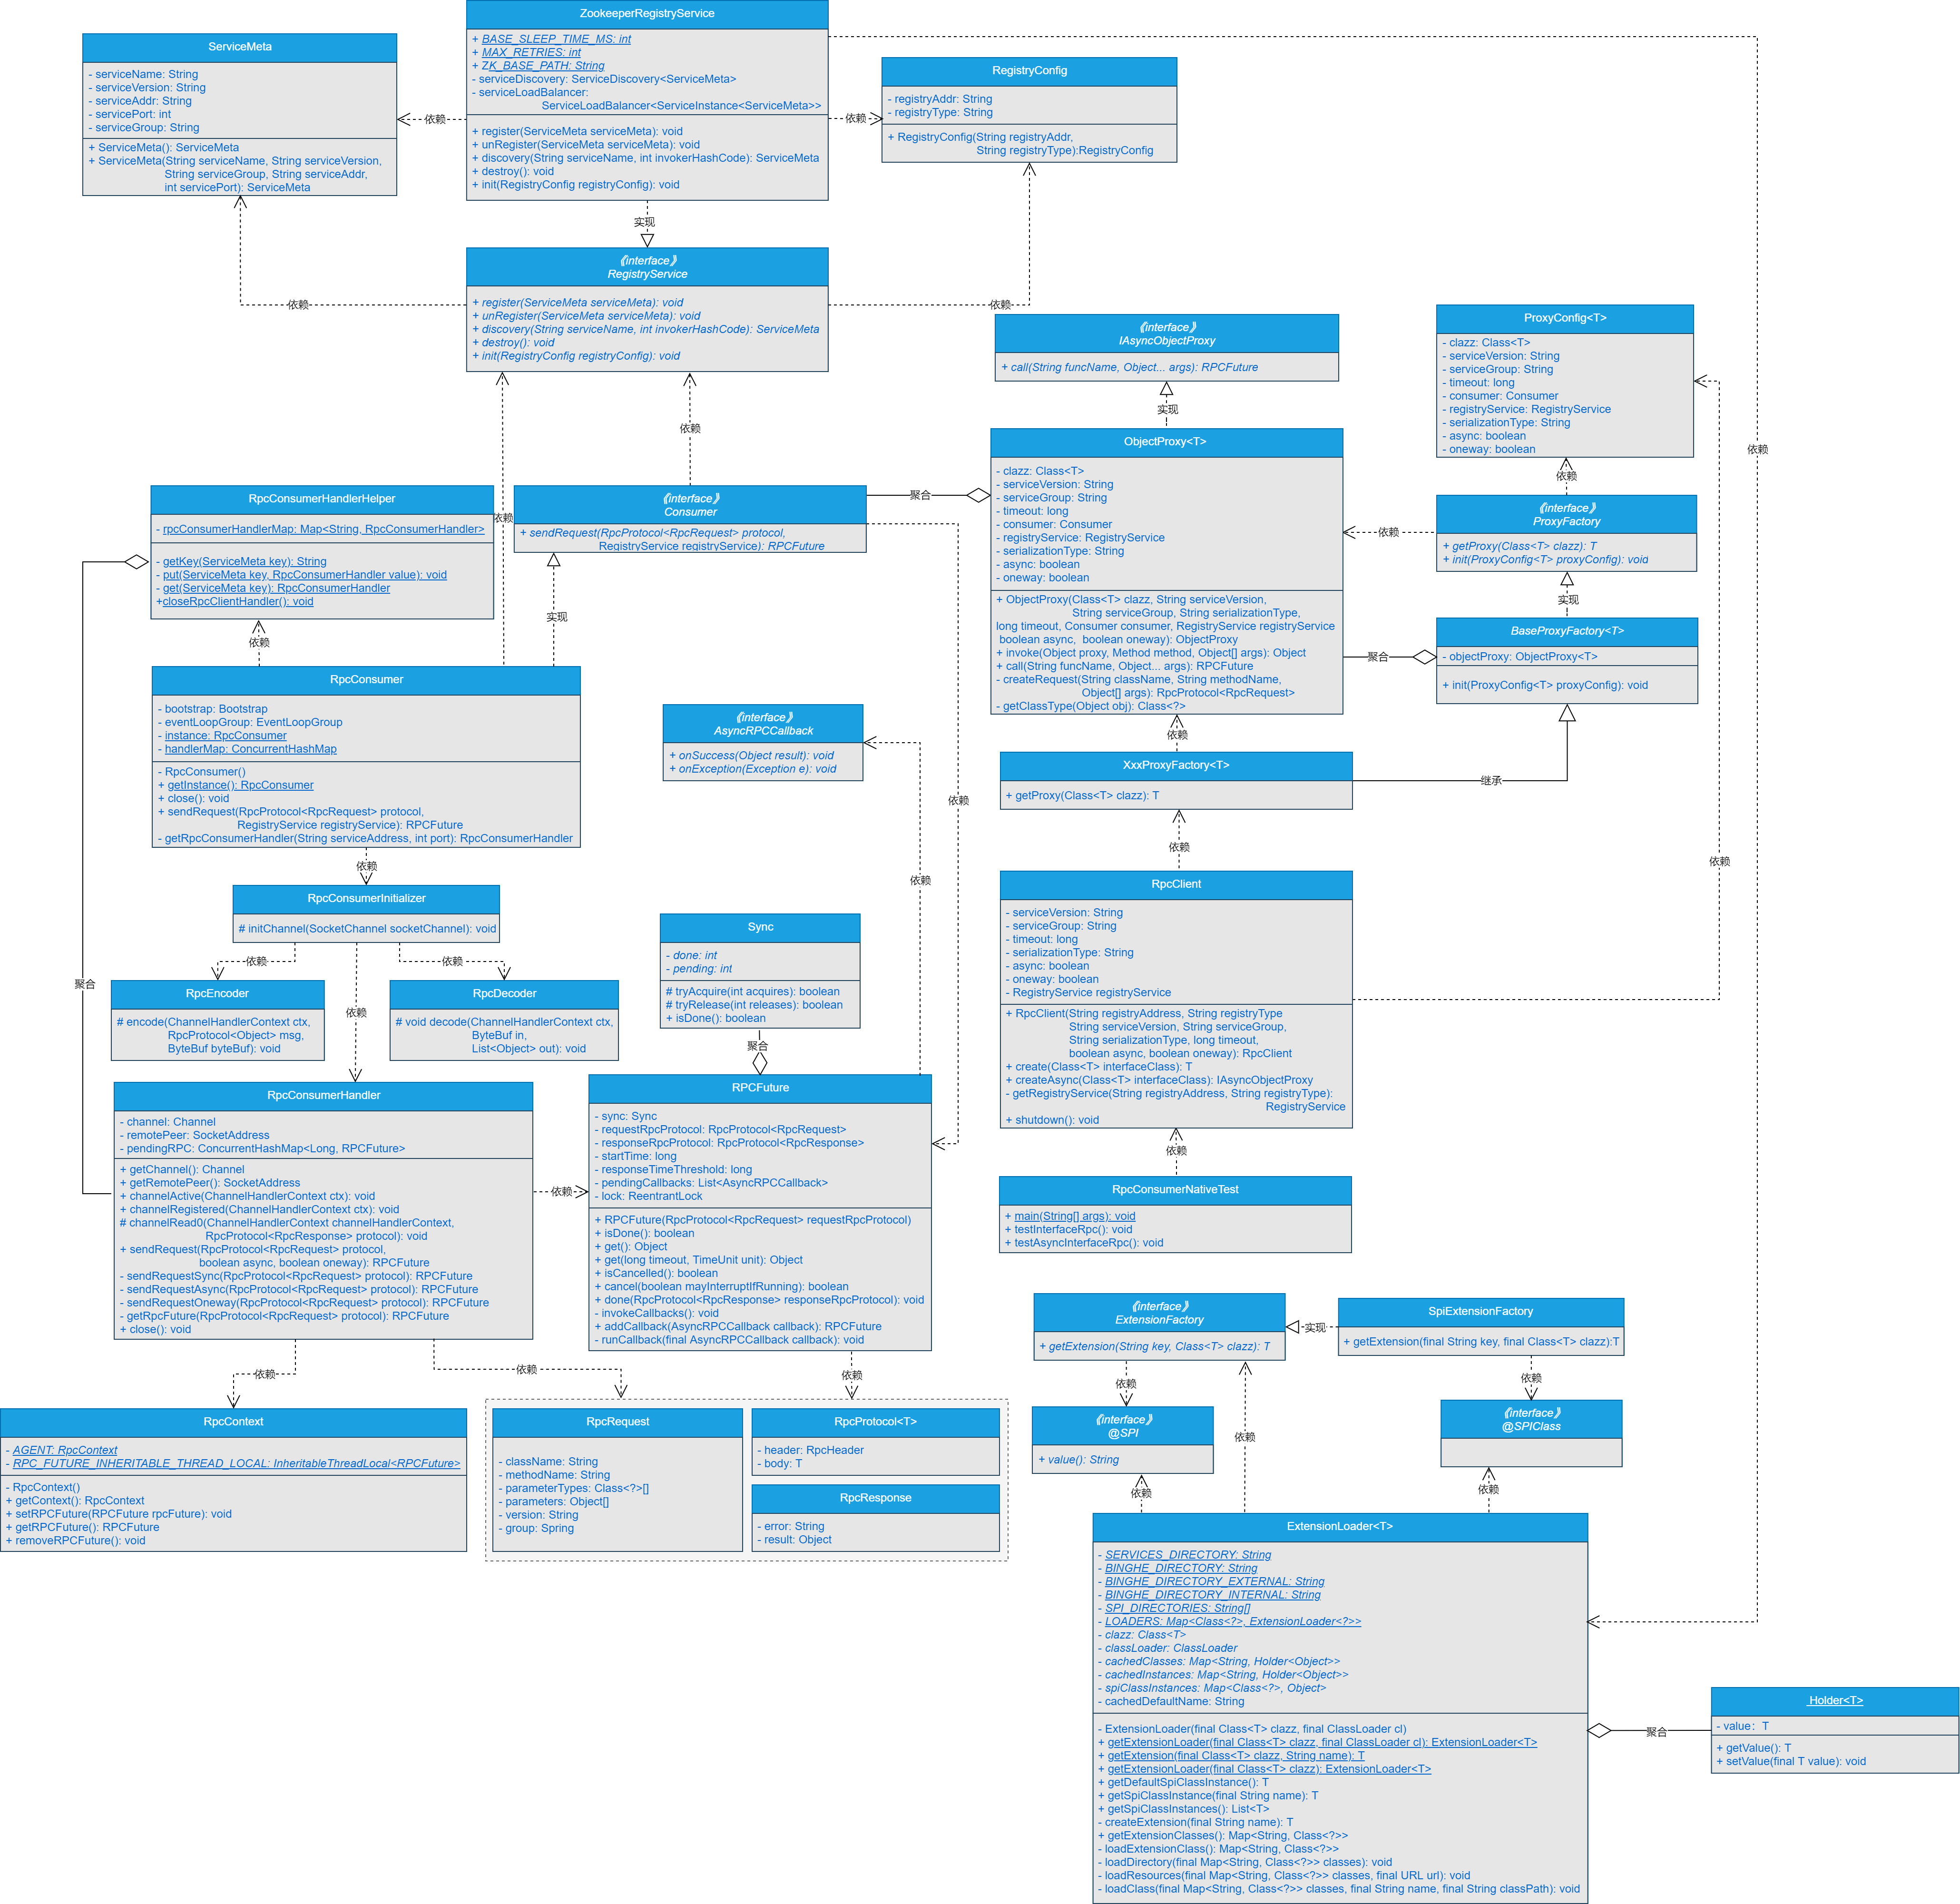 ZookeeperRegistryService
+ BASE_SLEEP_TIME_MS: int
+ MAX_RETRIES: int
+ ZK_BASE_PATH: String
- serviceDiscovery: ServiceDiscovery<ServiceMeta>
- serviceLoadBalancer:
ServiceLoadBalancer<ServiceInstance<ServiceMeta>>
+ register(ServiceMeta serviceMeta): void
+ unRegister(ServiceMeta serviceMeta): void
+ discovery(String serviceName, int invokerHashCode): ServiceMeta
+ destroy(): void
+ init(RegistryConfig registryConfig): void
ServiceMeta
- serviceName: String
- serviceVersion: String
- serviceAddr: String
- servicePort: int
- serviceGroup: String
+ ServiceMeta(): ServiceMeta
+ ServiceMeta(String serviceName, String serviceVersion,
String serviceGroup, String serviceAddr,
int servicePort): ServiceMeta
依赖
依赖
RegistryConfig
- registryAddr: String
- registryType: String
+ RegistryConfig(String registryAddr,
String registryType):RegistryConfig
实现
《interface》
RegistryService
+ register(ServiceMeta serviceMeta): void
+ unRegister(ServiceMeta serviceMeta): void
+ discovery(String serviceName, int invokerHashCode): ServiceMeta
+ destroy(): void
+ init(RegistryConfig registryConfig): void
依赖
依赖
《interface》
IAsyncObjectProxy
+ call(String funcName, Object... args): RPCFuture
实现
ProxyConfig<T>
- clazz: Class<T>
- serviceVersion: String
- serviceGroup: String
- timeout: long
- consumer: Consumer
- registryService: RegistryService
- serializationType: String
- async: boolean
- oneway: boolean
依赖
依赖
依赖
ObjectProxy<T>
- clazz: Class<T>
- serviceVersion: String
- serviceGroup: String
- timeout: long
- consumer: Consumer
- registryService: RegistryService
- serializationType: String
- async: boolean
- oneway: boolean
+ ObjectProxy(Class<T> clazz, String serviceVersion,
String serviceGroup, String serializationType,
long timeout, Consumer consumer, RegistryService registryService
boolean async, boolean oneway): ObjectProxy
+ invoke(Object proxy, Method method, Object[] args): Object
+ call(String funcName, Object... args): RPCFuture
- createRequest(String className, String methodName,
Object[] args): RpcProtocol<RpcRequest>
- getClassType(Object obj): Class<?>
依赖
《interface》
ProxyFactory
+ getProxy(Class<T> clazz): T
+ init(ProxyConfig<T> proxyConfig): void
实现
聚合
BaseProxyFactory<T>
- objectProxy: ObjectProxy<T>
+ init(ProxyConfig<T> proxyConfig): void
RpcConsumerHandlerHelper
- rpcConsumerHandlerMap: Map<String, RpcConsumerHandler>
- getKey(ServiceMeta key): String
- put(ServiceMeta key, RpcConsumerHandler value): void
- get(ServiceMeta key): RpcConsumerHandler
+closeRpcClientHandler(): void
依赖
《interface》
Consumer
+ sendRequest(RpcProtocol<RpcRequest> protocol,
RegistryService registryService): RPCFuture
聚合
依赖
实现
RpcConsumer
- bootstrap: Bootstrap
- eventLoopGroup: EventLoopGroup
- instance: RpcConsumer
- handlerMap: ConcurrentHashMap
- RpcConsumer()
+ getInstance(): RpcConsumer
+ close(): void
+ sendRequest(RpcProtocol<RpcRequest> protocol,
RegistryService registryService): RPCFuture
- getRpcConsumerHandler(String serviceAddress, int port): RpcConsumerHandler
依赖
《interface》
AsyncRPCCallback
+ onSuccess(Object result): void
+ onException(Exception e): void
依赖
依赖
依赖
XxxProxyFactory<T>
+ getProxy(Class<T> clazz): T
继承
依赖
依赖
RpcClient
- serviceVersion: String
- serviceGroup: String
- timeout: long
- serializationType: String
- async: boolean
- oneway: boolean
- RegistryService registryService
+ RpcClient(String registryAddress, String registryType
String serviceVersion, String serviceGroup,
String serializationType, long timeout,
boolean async, boolean oneway): RpcClient
+ create(Class<T> interfaceClass): T
+ createAsync(Class<T> interfaceClass): IAsyncObjectProxy
- getRegistryService(String registryAddress, String registryType):
RegistryService
+ shutdown(): void
依赖
RpcConsumerNativeTest
+ main(String[] args): void
+ testInterfaceRpc(): void
+ testAsyncInterfaceRpc(): void
RpcConsumerInitializer
# initChannel(SocketChannel socketChannel): void
依赖
依赖
依赖
聚合
RpcEncoder
# encode(ChannelHandlerContext ctx,
RpcProtocol<Object> msg,
ByteBuf byteBuf): void
RpcDecoder
# void decode(ChannelHandlerContext ctx,
ByteBuf in,
List<Object> out): void
Sync
- done: int
- pending: int
# tryAcquire(int acquires): boolean
# tryRelease(int releases): boolean
+ isDone(): boolean
聚合
RpcConsumerHandler
- channel: Channel
- remotePeer: SocketAddress
- pendingRPC: ConcurrentHashMap<Long, RPCFuture>
+ getChannel(): Channel
+ getRemotePeer(): SocketAddress
+ channelActive(ChannelHandlerContext ctx): void
+ channelRegistered(ChannelHandlerContext ctx): void
# channelRead0(ChannelHandlerContext channelHandlerContext,
RpcProtocol<RpcResponse> protocol): void
+ sendRequest(RpcProtocol<RpcRequest> protocol,
boolean async, boolean oneway): RPCFuture
- sendRequestSync(RpcProtocol<RpcRequest> protocol): RPCFuture
- sendRequestAsync(RpcProtocol<RpcRequest> protocol): RPCFuture
- sendRequestOneway(RpcProtocol<RpcRequest> protocol): RPCFuture
- getRpcFuture(RpcProtocol<RpcRequest> protocol): RPCFuture
+ close(): void
依赖
RPCFuture
- sync: Sync
- requestRpcProtocol: RpcProtocol<RpcRequest>
- responseRpcProtocol: RpcProtocol<RpcResponse>
- startTime: long
- responseTimeThreshold: long
- pendingCallbacks: List<AsyncRPCCallback>
- lock: ReentrantLock
+ RPCFuture(RpcProtocol<RpcRequest> requestRpcProtocol)
+ isDone(): boolean
+ get(): Object
+ get(long timeout, TimeUnit unit): Object
+ isCancelled(): boolean
+ cancel(boolean mayInterruptIfRunning): boolean
+ done(RpcProtocol<RpcResponse> responseRpcProtocol): void
- invokeCallbacks(): void
+ addCallback(AsyncRPCCallback callback): RPCFuture
- runCallback(final AsyncRPCCallback callback): void
依赖
依赖
依赖
RpcContext
- AGENT: RpcContext
- RPC_FUTURE_INHERITABLE_THREAD_LOCAL: InheritableThreadLocal<RPCFuture>
- RpcContext()
+ getContext(): RpcContext
+ setRPCFuture(RPCFuture rpcFuture): void
+ getRPCFuture(): RPCFuture
+ removeRPCFuture(): void
RpcRequest
- className: String
- methodName: String
- parameterTypes: Class<?>[]
- parameters: Object[]
- version: String
- group: Spring
RpcProtocol<T>
- header: RpcHeader
- body: T
RpcResponse
- error: String
- result: Object
《interface》
ExtensionFactory
+ getExtension(String key, Class<T> clazz): T
实现
SpiExtensionFactory
+ getExtension(final String key, final Class<T> clazz):T
依赖
依赖
依赖
《interface》
@SPI
+ value(): String
《interface》
@SPIClass
依赖
依赖
ExtensionLoader<T>
- SERVICES_DIRECTORY: String
- BINGHE_DIRECTORY: String
- BINGHE_DIRECTORY_EXTERNAL: String
- BINGHE_DIRECTORY_INTERNAL: String
- SPI_DIRECTORIES: String[]
- LOADERS: Map<Class<?>, ExtensionLoader<?>>
- clazz: Class<T>
- classLoader: ClassLoader
- cachedClasses: Map<String, Holder<Object>>
- cachedInstances: Map<String, Holder<Object>>
- spiClassInstances: Map<Class<?>, Object>
- cachedDefaultName: String
- ExtensionLoader(final Class<T> clazz, final ClassLoader cl)
+ getExtensionLoader(final Class<T> clazz, final ClassLoader cl): ExtensionLoader<T>
+ getExtension(final Class<T> clazz, String name): T
+ getExtensionLoader(final Class<T> clazz): ExtensionLoader<T>
+ getDefaultSpiClassInstance(): T
+ getSpiClassInstance(final String name): T
+ getSpiClassInstances(): List<T>
- createExtension(final String name): T
+ getExtensionClasses(): Map<String, Class<?>>
- loadExtensionClass(): Map<String, Class<?>>
- loadDirectory(final Map<String, Class<?>> classes): void
- loadResources(final Map<String, Class<?>> classes, final URL url): void
- loadClass(final Map<String, Class<?>> classes, final String name, final String classPath): void
聚合
Holder<T>
- value： T
+ getValue(): T
+ setValue(final T value): void